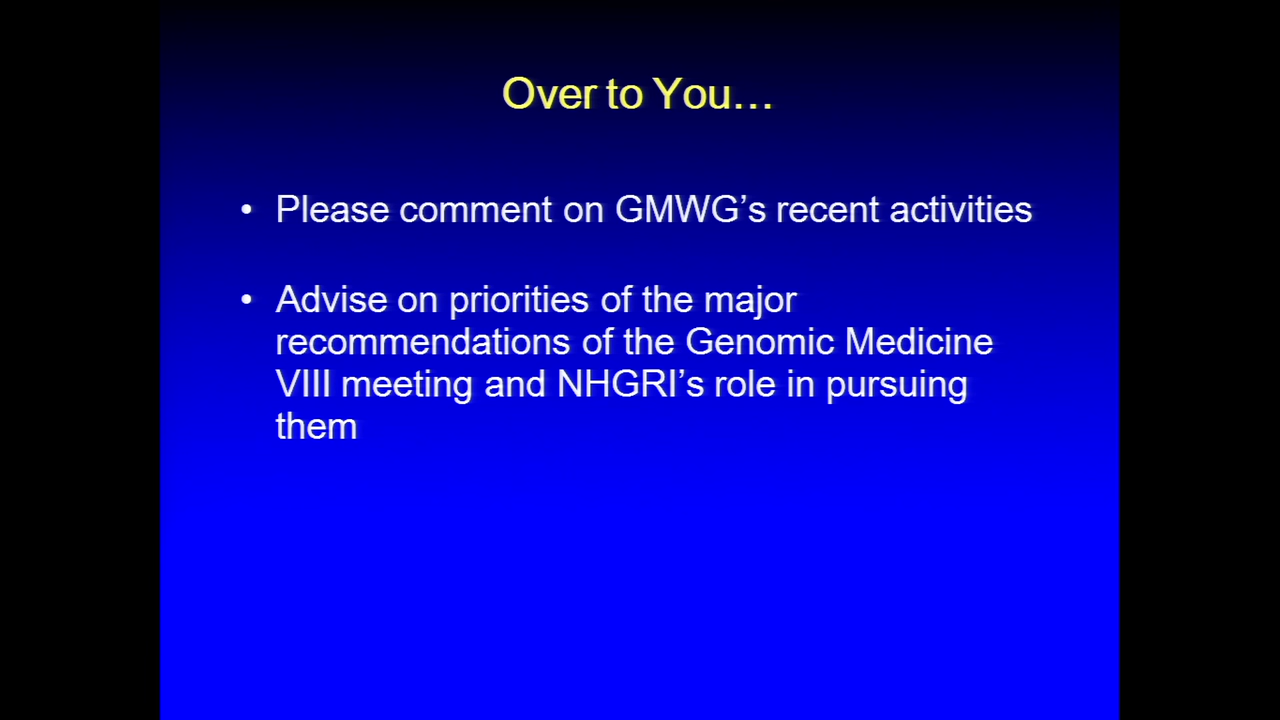 Over to You…
• Please comment on GMWG’s recent activities
• Advise on priorities of the major
recommendations of the Genomic Medicine
VIII meeting and NHGRI’s role in pursuing
them